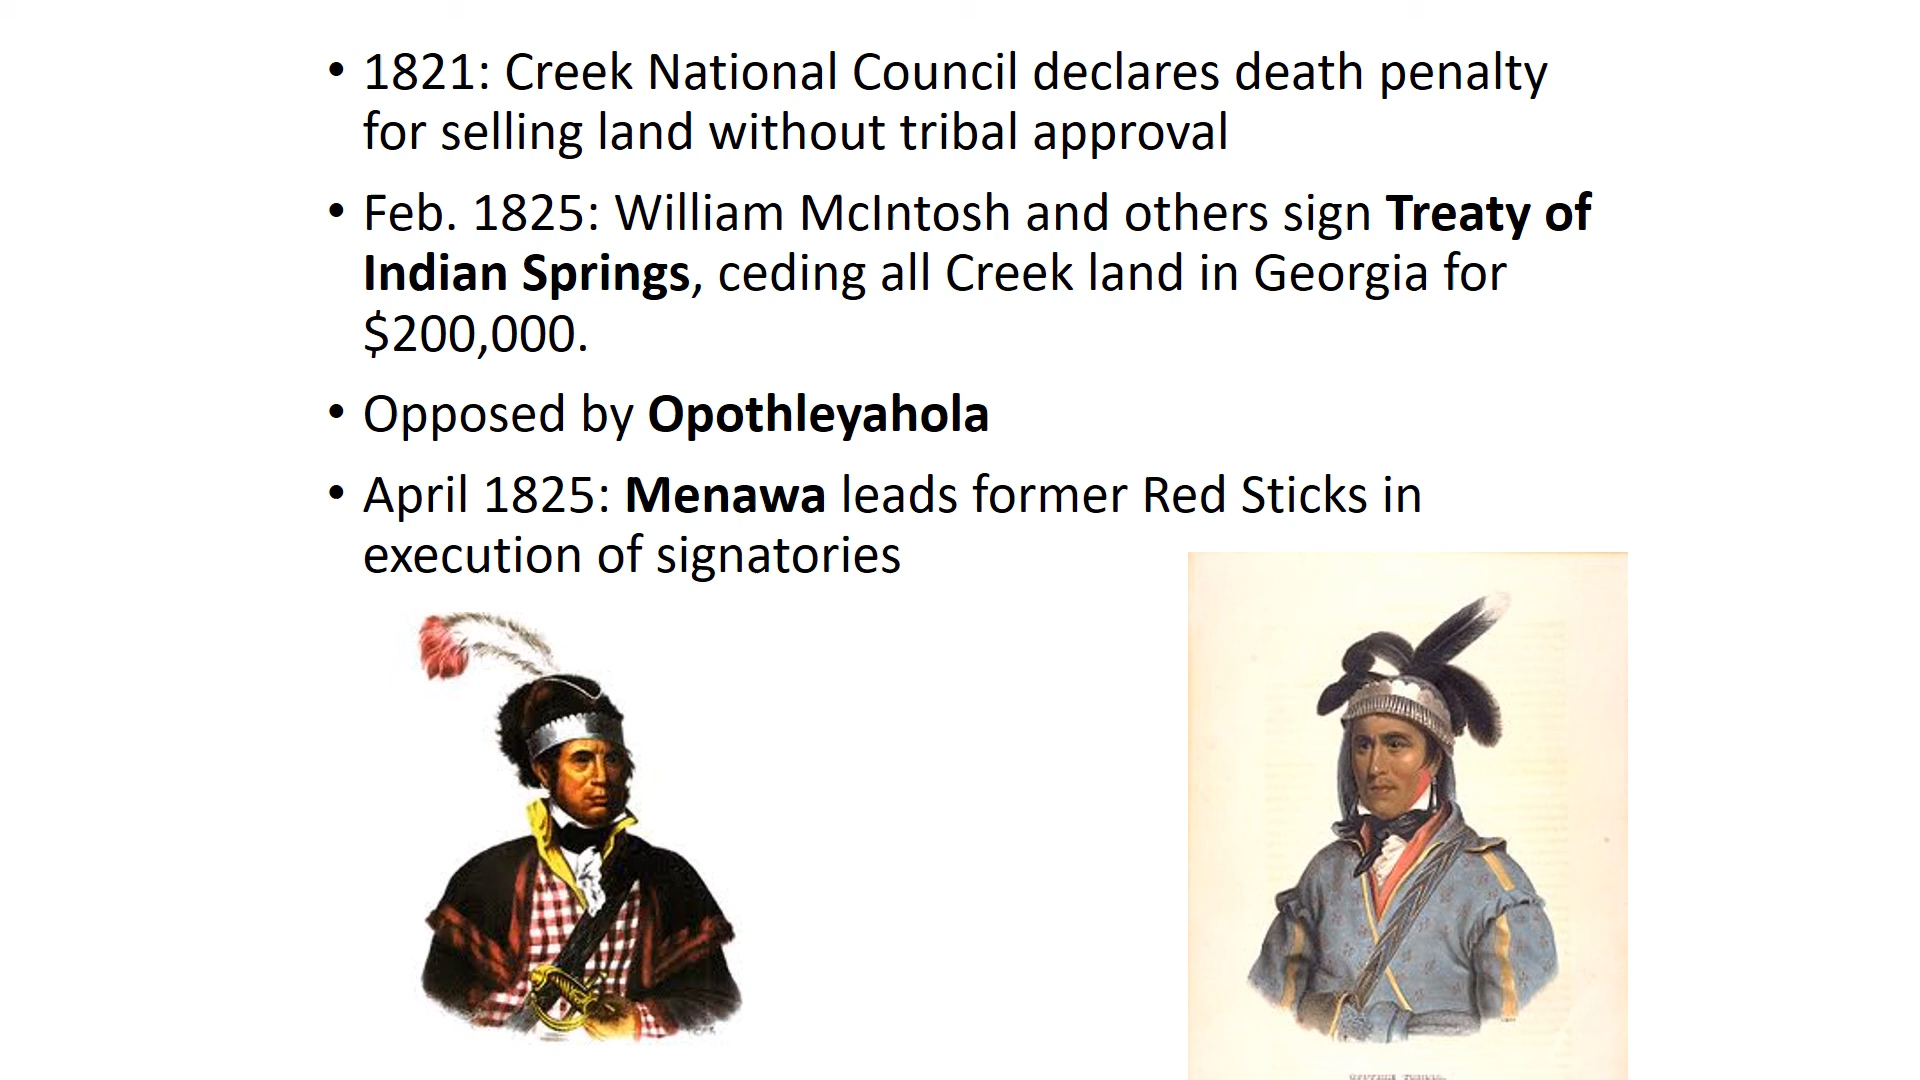 • 1821: Creek National Council declares death penalty
for selling land without tribal approval
• Feb. 1825: William McIntosh and others sign Treaty of
Indian Springs, ceding all Creek land in Georgia for
$200,000.
• Opposed by Opothleyahola
• April 1825: Menawa leads former Red Sticks in
execution of signatories